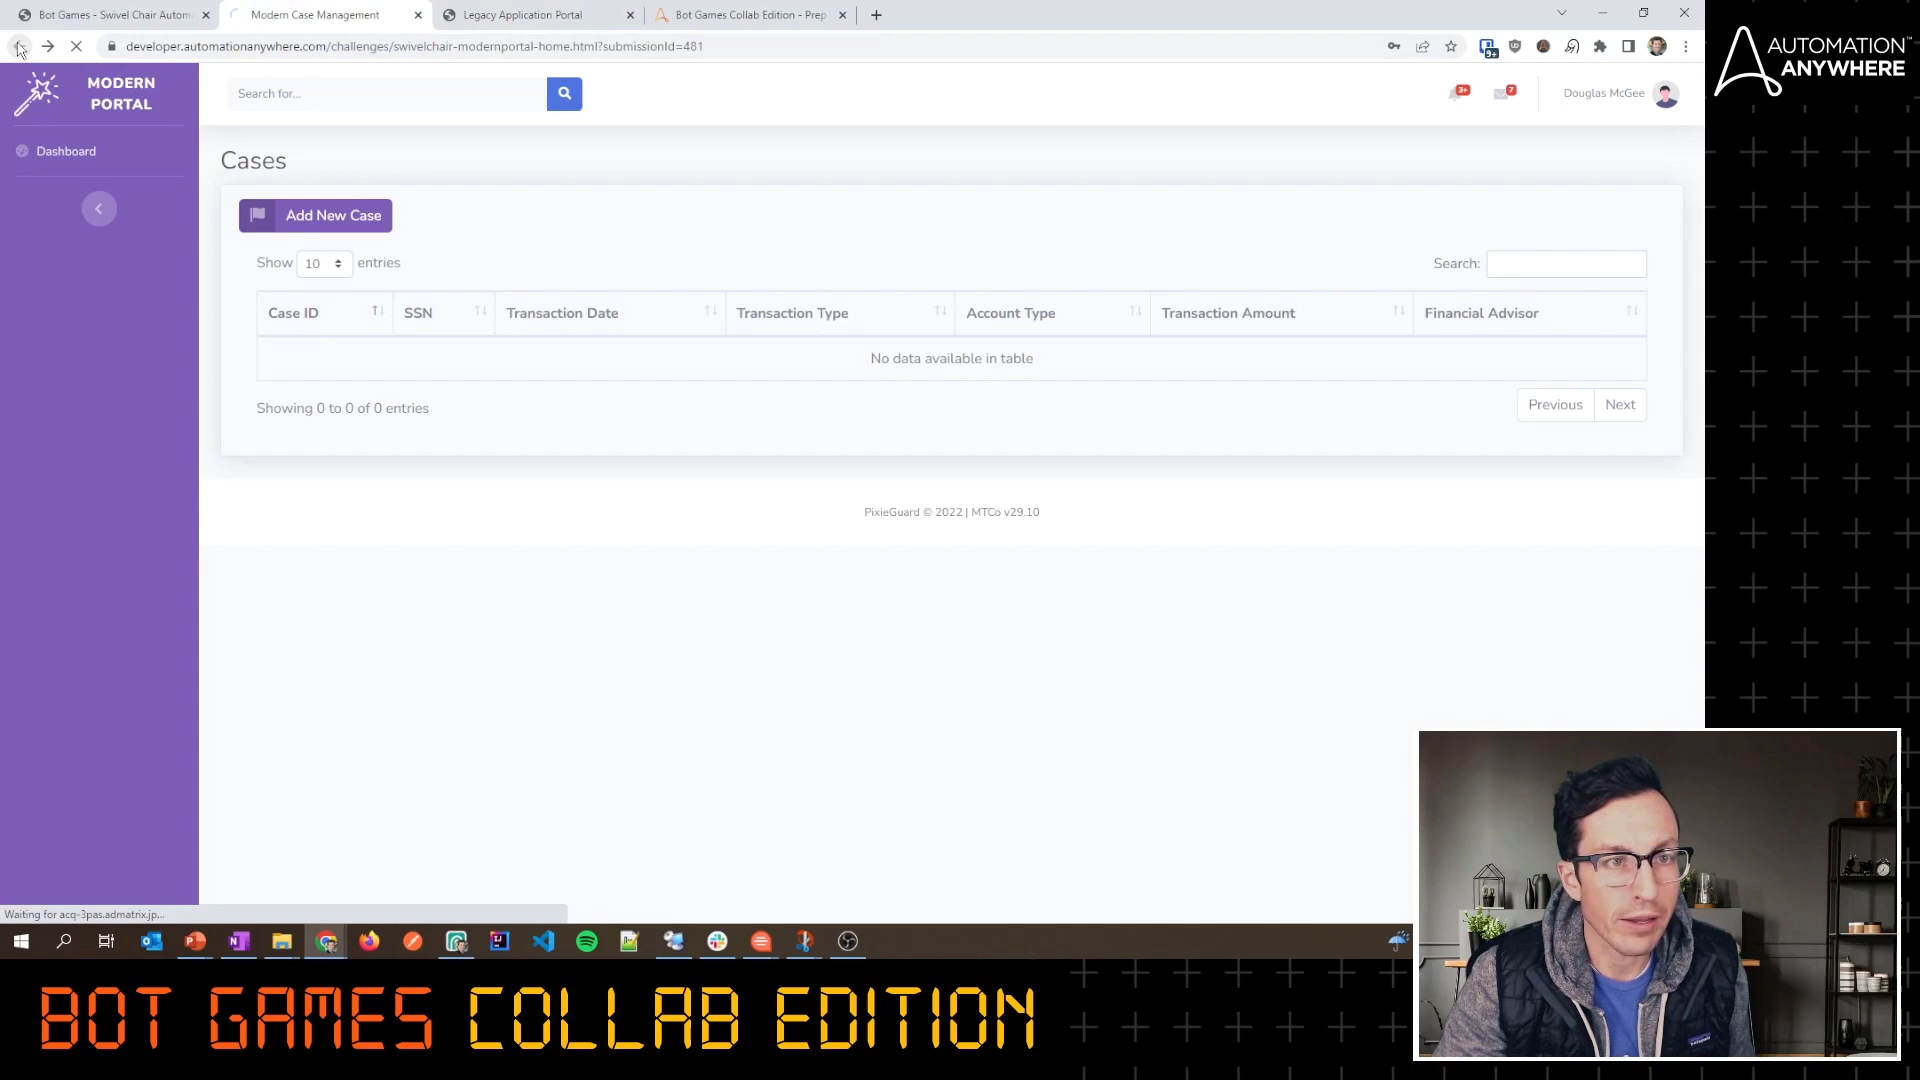 Bot Games - Swivel Chair Autom
Modern Case Management
Legacy Application Portal
Bot Games Collab Edition - Prep
developer.automationanywhere.com/challenges/swivelchair-modernportal-home.html?submissionId=481
9+
AUTOMATION
ANYWHERE
MODERN
PORTAL
Dashboard
Search for...
3+
7
Douglas McGee
Cases
Add New Case
Show 10 entries
Search:
Case ID SSN Transaction Date Transaction Type Account Type Transaction Amount Financial Advisor
No data available in table
Showing 0 to 0 of 0 entries
Previous Next
PixieGuard © 2022 | MTCo v29.10
Waiting for acq-3pas.admatrix.jp...
BOT GAMES COLLAB EDITION